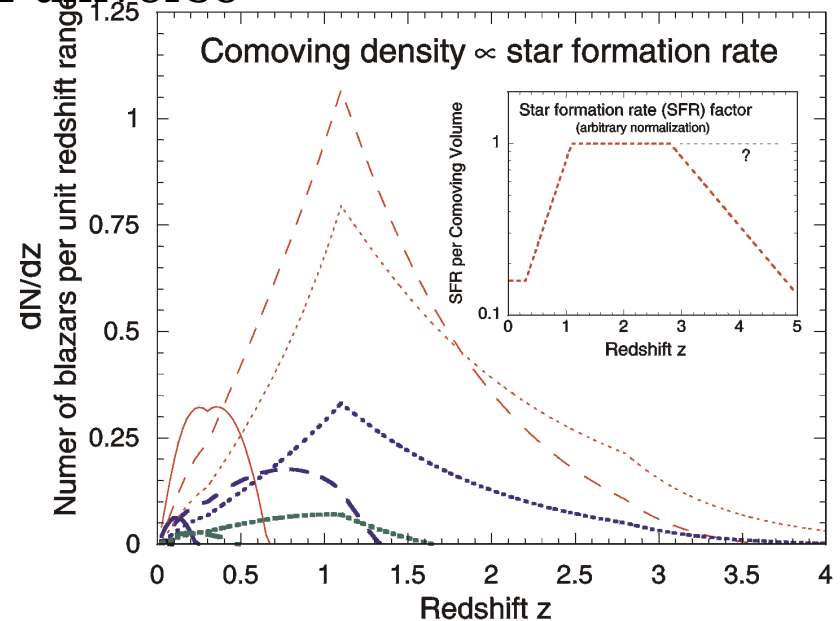 Comoving density ∝ star formation rate
dN/dz
Numer of blazars per unit redshift range
1.25
1
0.75
0.5
0.25
0
0 0.5 1 1.5 2 2.5 3 3.5 4
Redshift z
Star formation rate (SFR) factor
(arbitrary normalization)
?
SFR per Comoving Volume
1
0.1
0 1 2 3 4 5
Redshift z